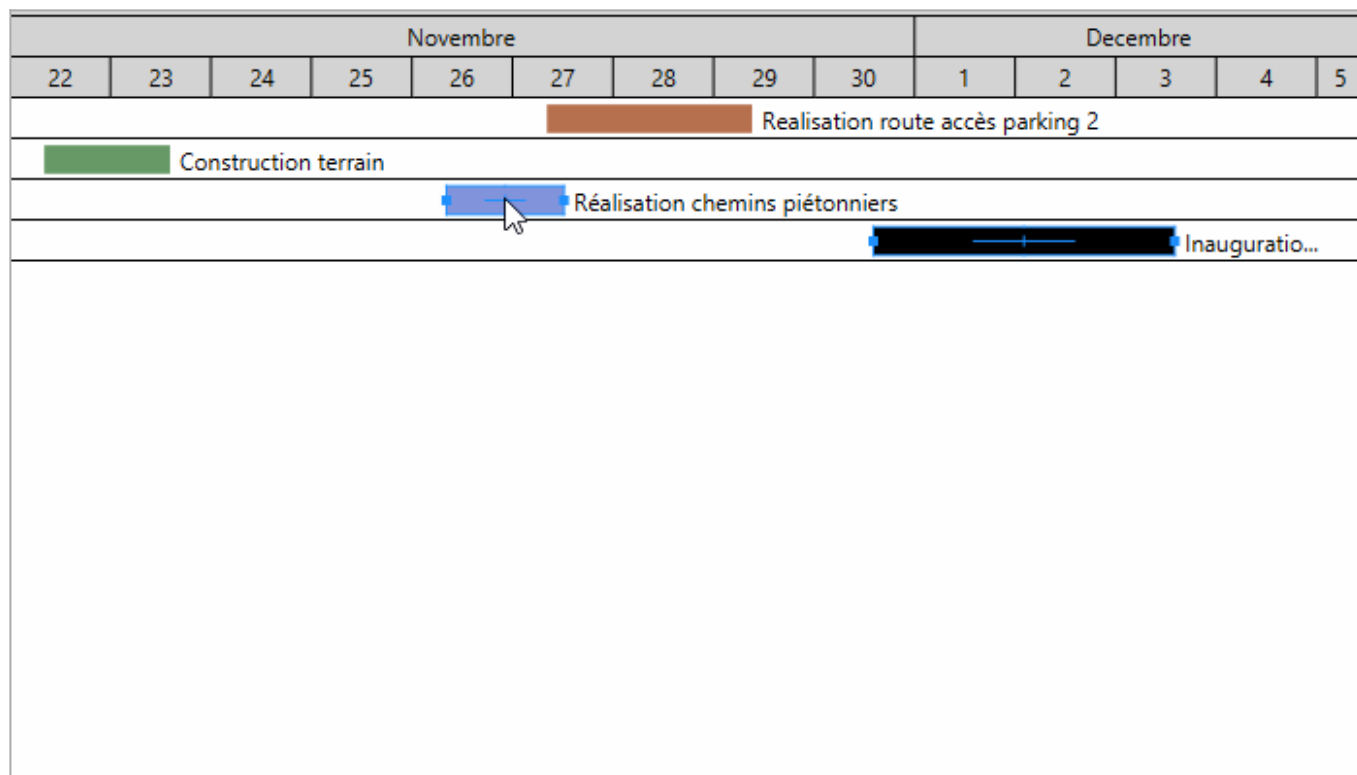 Novembre Decembre
22 23 24 25 26 27 28 29 30 1 2 3 4 5
Realisation route accès parking 2
Construction terrain
Réalisation chemins piétonniers
Inauguratio...